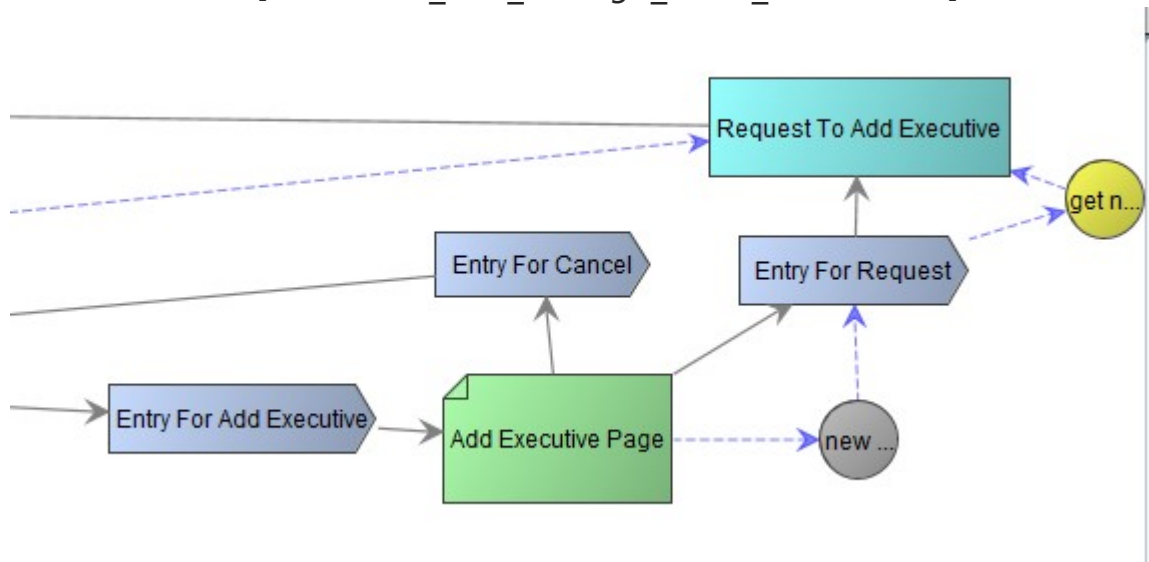 Request To Add Executive
get n...
Entry For Cancel
Entry For Request
Entry For Add Executive
Add Executive Page
new ...